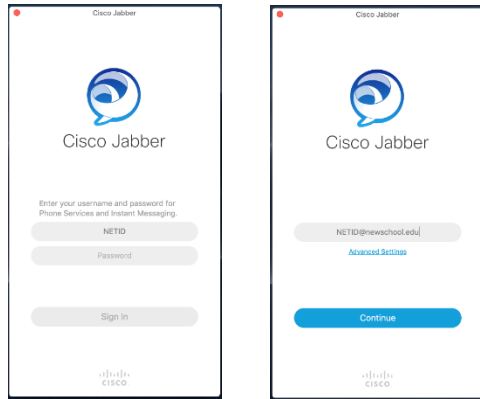 Cisco Jabber
Cisco Jabber
Enter your username and password for
Phone Services and Instant Messaging.
NETID
Password
Sign In
CISCO
Cisco Jabber
Cisco Jabber
NETID@newschool.edu
Advanced Settings
Continue
CISCO